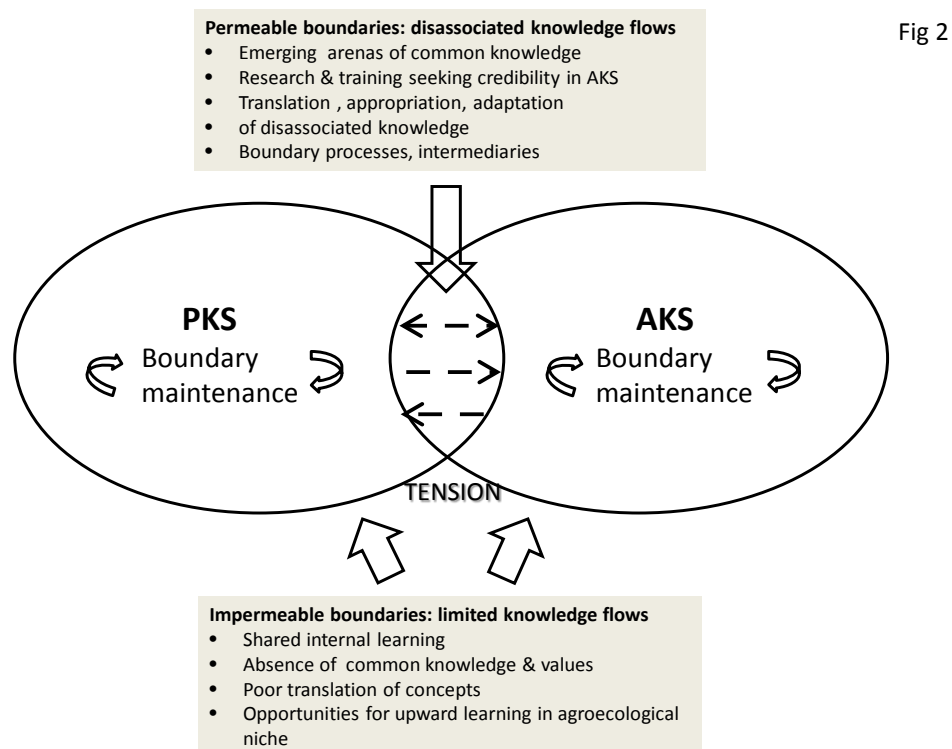 Fig 2
Permeable boundaries: disassociated knowledge flows
• Emerging arenas of common knowledge
• Research & training seeking credibility in AKS
• Translation , appropriation, adaptation
• of disassociated knowledge
• Boundary processes, intermediaries
PKS
Boundary
maintenance
AKS
Boundary
maintenance
TENSION
Impermeable boundaries: limited knowledge flows
• Shared internal learning
• Absence of common knowledge & values
• Poor translation of concepts
• Opportunities for upward learning in agroecological
niche